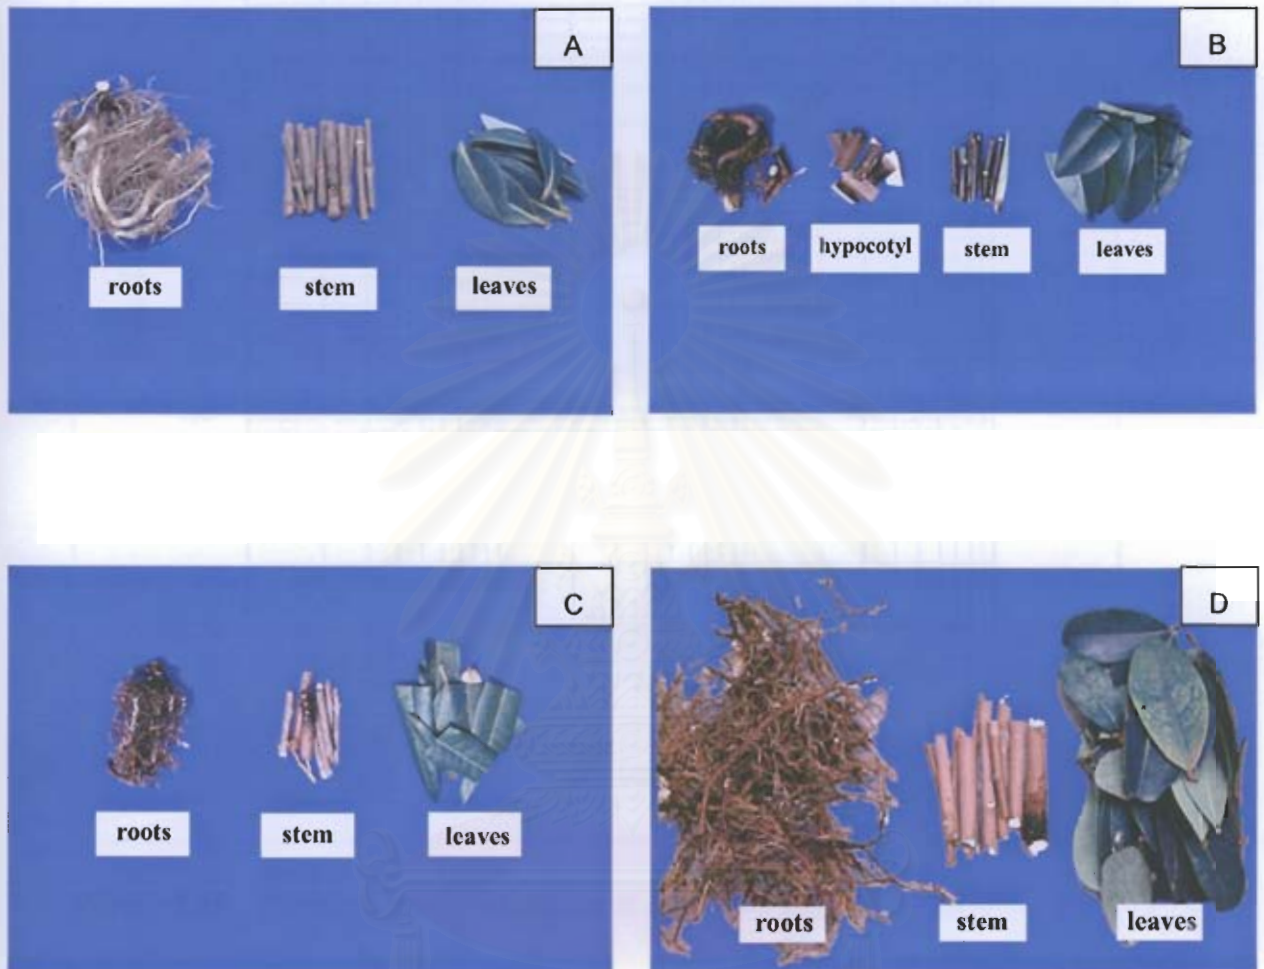 A
roots
stem
leaves
B
roots
hypocotyl
stem
leaves
C
roots
stem
leaves
D
roots
stem
leaves